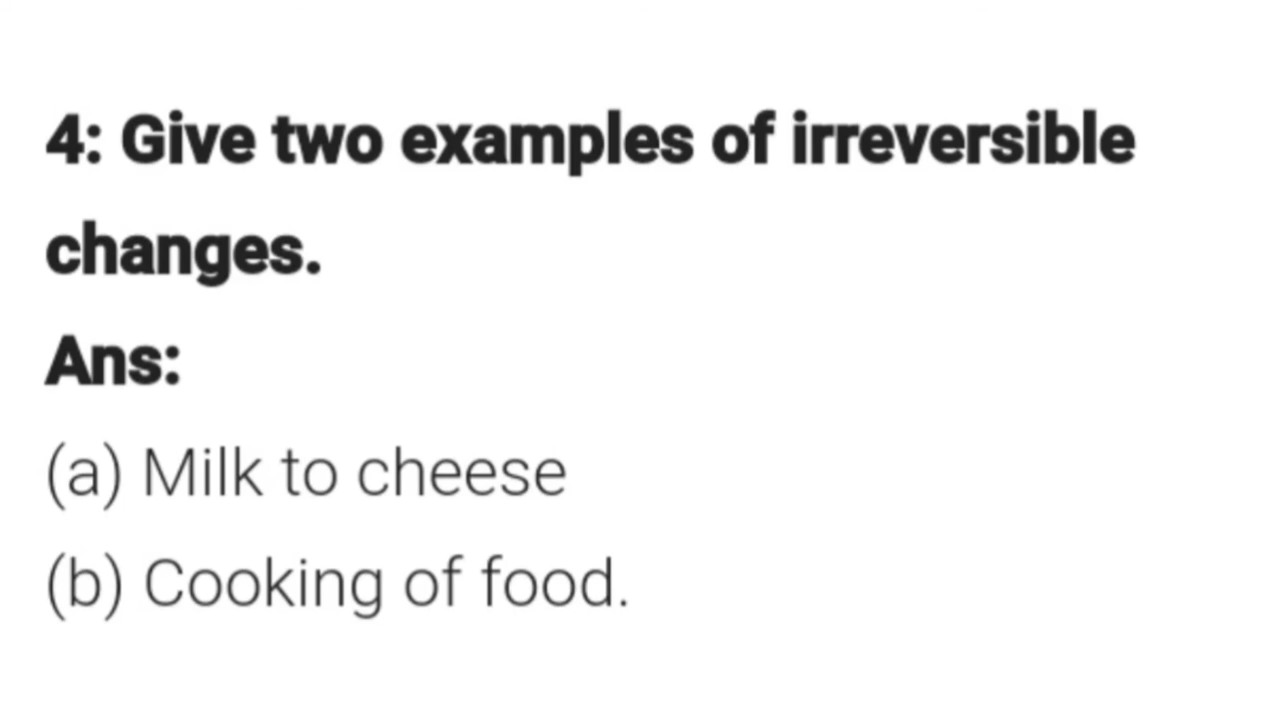 4: Give two examples of irreversible
changes.
Ans:
(a) Milk to cheese
(b) Cooking of food.